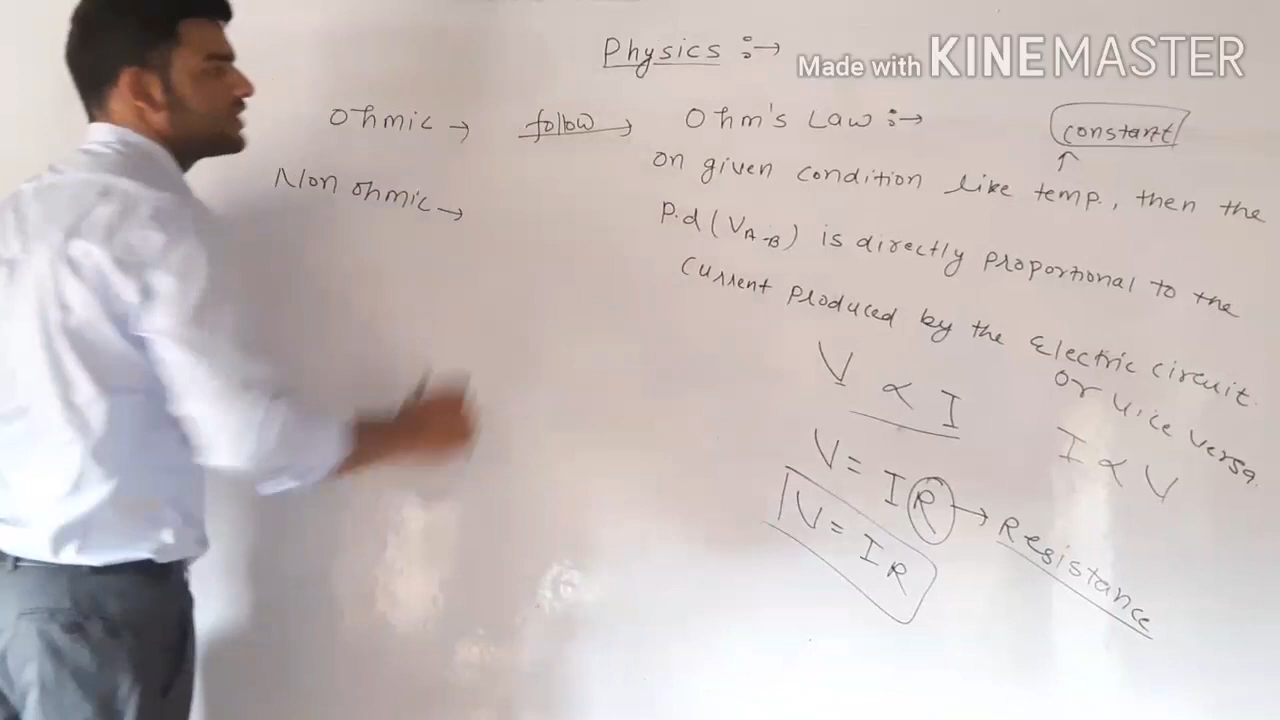 Physics :→
Made with KINEMASTER
Ohmic → follow → Ohm's Law :→
constant
Non ohmic →
on given condition like temp., then the
P.d (VA-B) is directly proportional to the
current produced by the Electric circuit.
or vice versa.
V ∝ I
I ∝ V
V = IR → Resistance
V = IR